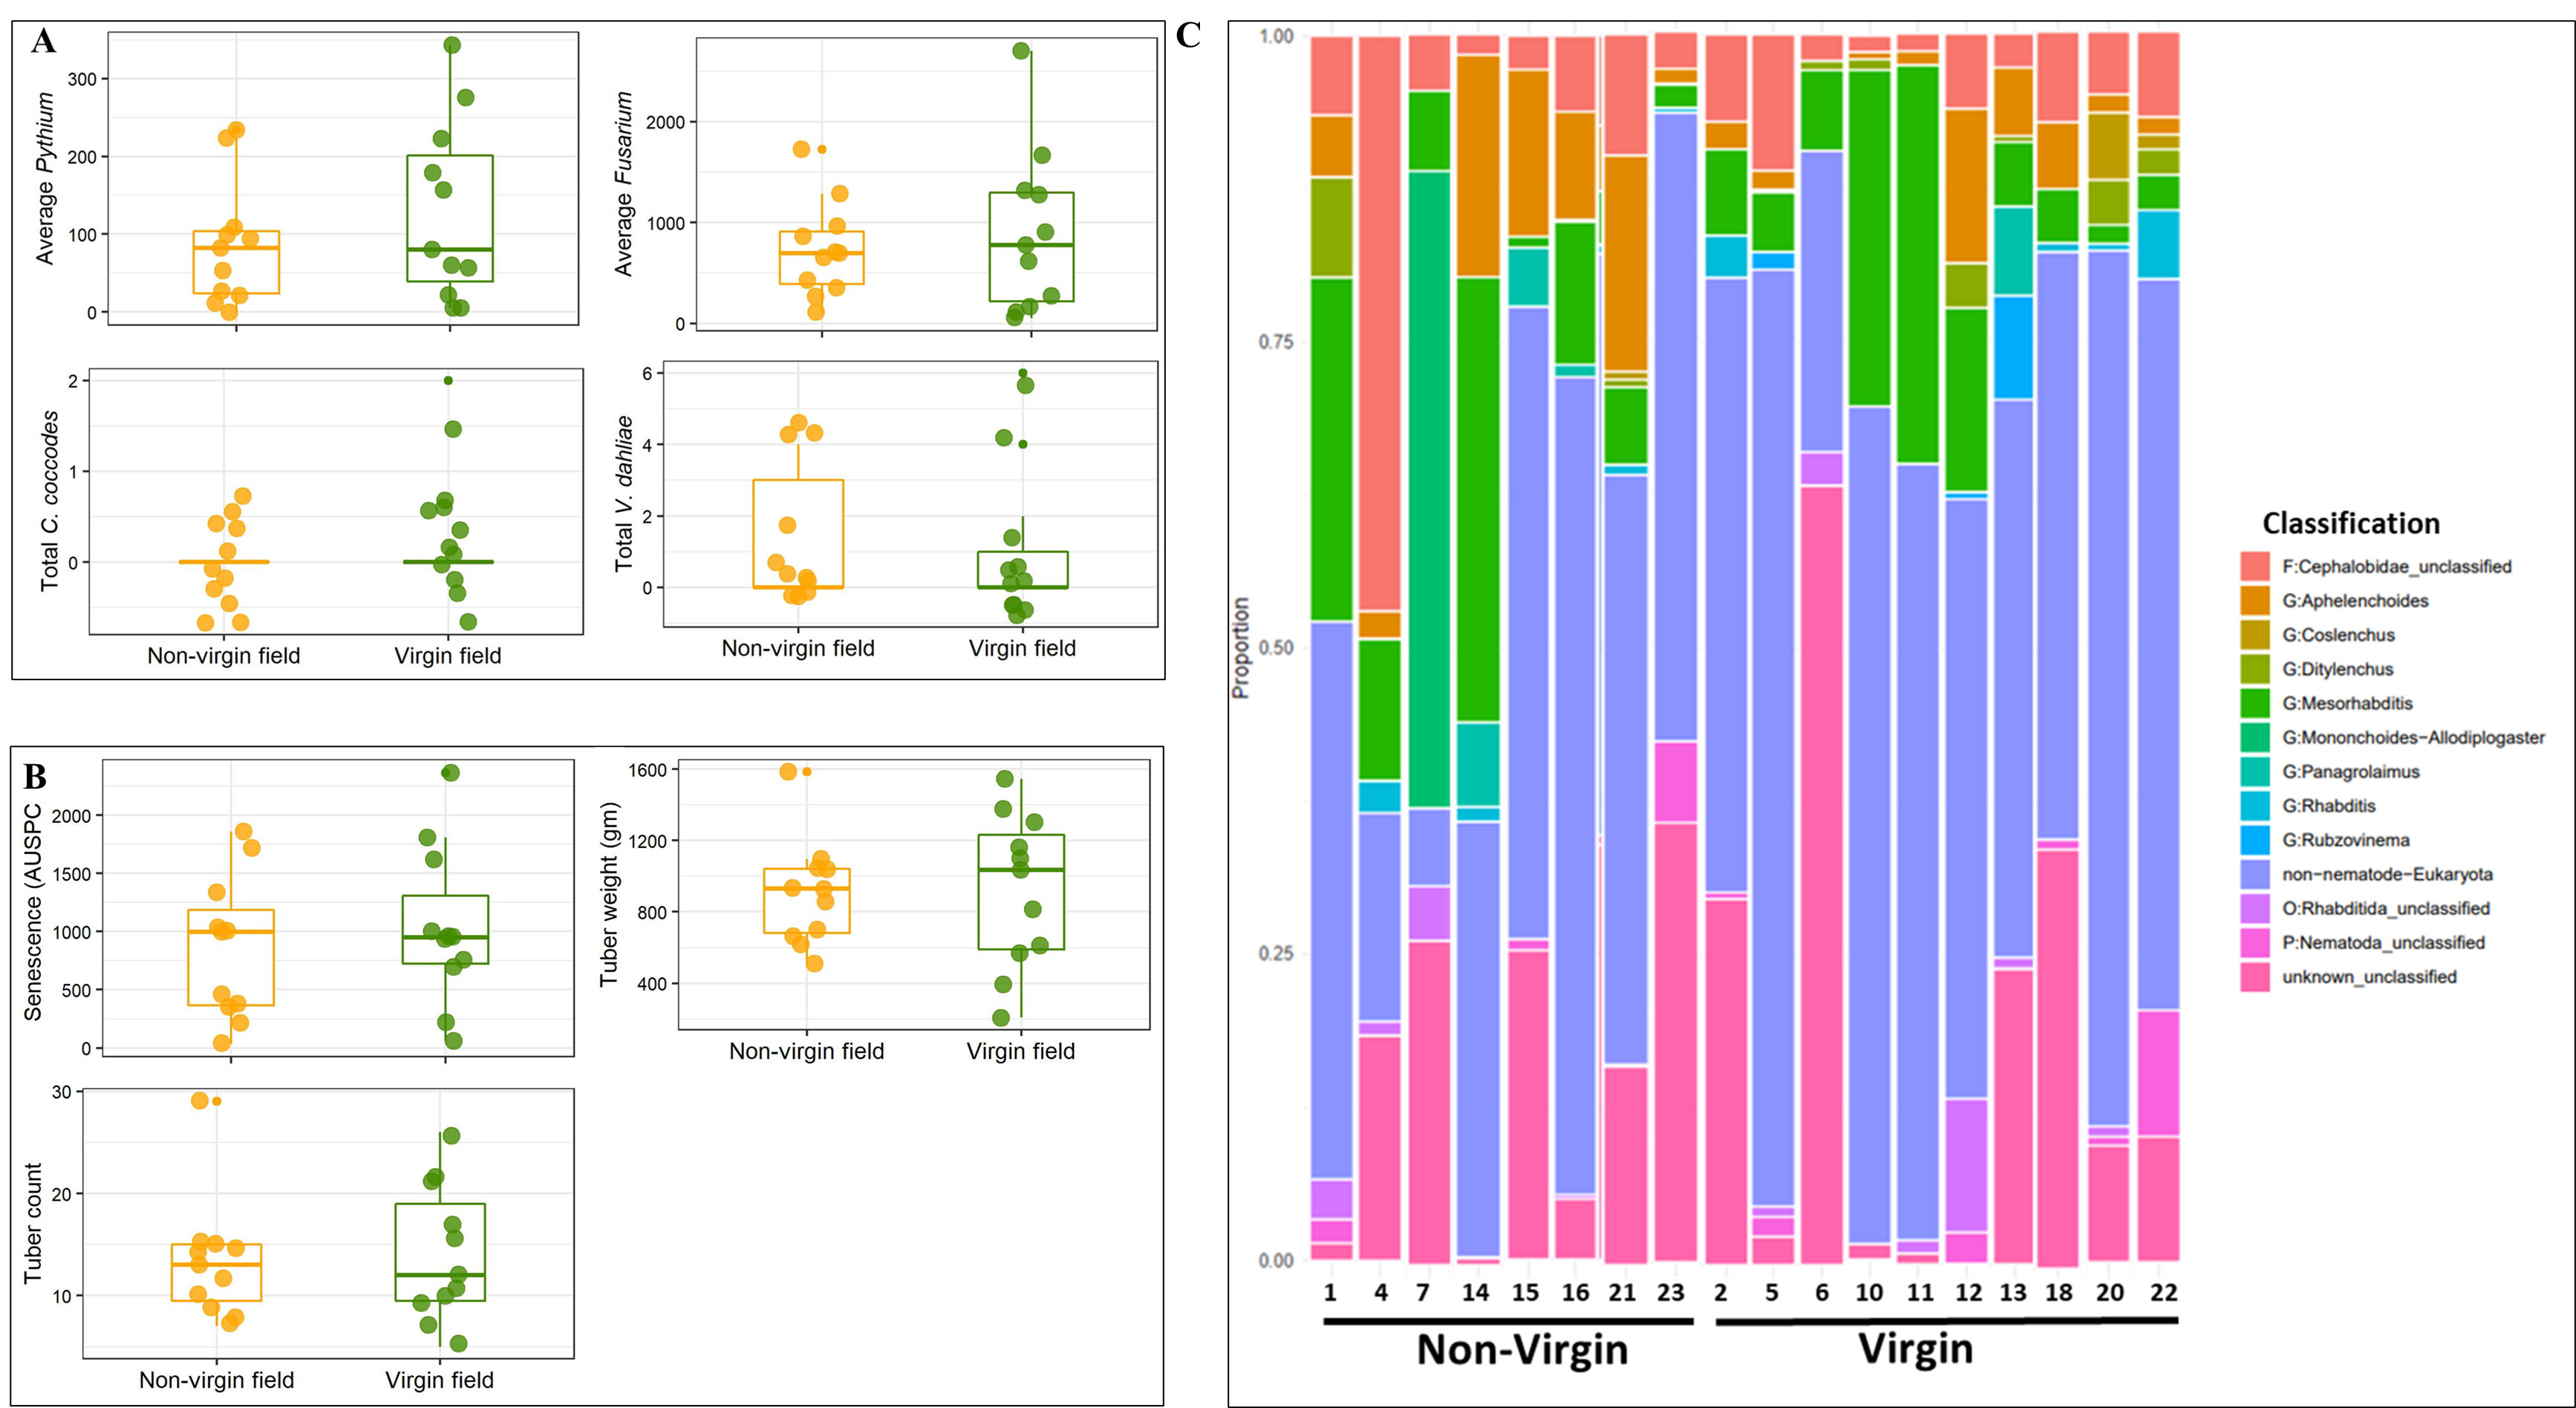 A
Average Pythium
300
200
100
0
Average Fusarium
2000
1000
0
Total C. coccodes
2
1
0
Non-virgin field
Virgin field
Total V. dahliae
6
4
2
0
Non-virgin field
Virgin field
B
Senescence (AUSPC
2000
1500
1000
500
0
Tuber weight (gm)
1600
1200
800
400
Non-virgin field
Virgin field
Tuber count
30
20
10
Non-virgin field
Virgin field
C
Proportion
1.00
0.75
0.50
0.25
0.00
1 4 7 14 15 16 21 23 2 5 6 10 11 12 13 18 20 22
Non-Virgin
Virgin
Classification
F:Cephalobidae_unclassified
G:Aphelenchoides
G:Coslenchus
G:Ditylenchus
G:Mesorhabditis
G:Mononchoides-Allodiplogaster
G:Panagrolaimus
G:Rhabditis
G:Rubzovinema
non-nematode-Eukaryota
O:Rhabditida_unclassified
P:Nematoda_unclassified
unknown_unclassified